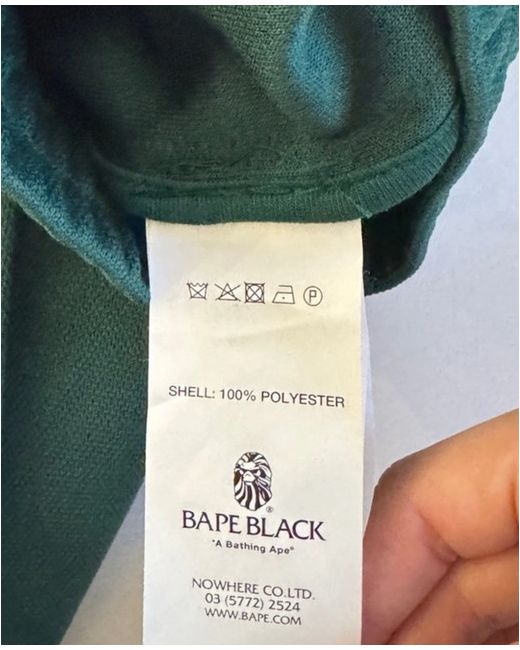 SHELL: 100% POLYESTER
BAPE BLACK®
"A Bathing Ape"
NOWHERE CO.LTD.
03 (5772) 2524
WWW.BAPE.COM